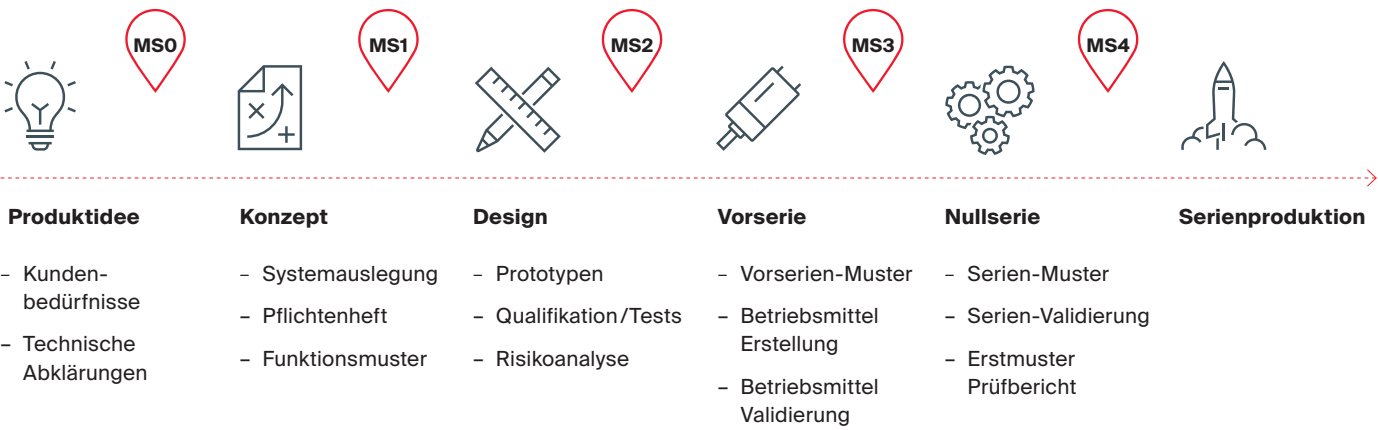 MS0
MS1
MS2
MS3
MS4
Produktidee
– Kunden-
bedürfnisse
– Technische
Abklärungen
Konzept
– Systemauslegung
– Pflichtenheft
– Funktionsmuster
Design
– Prototypen
– Qualifikation/Tests
– Risikoanalyse
Vorserie
– Vorserien-Muster
– Betriebsmittel
Erstellung
– Betriebsmittel
Validierung
Nullserie
– Serien-Muster
– Serien-Validierung
– Erstmuster
Prüfbericht
Serienproduktion